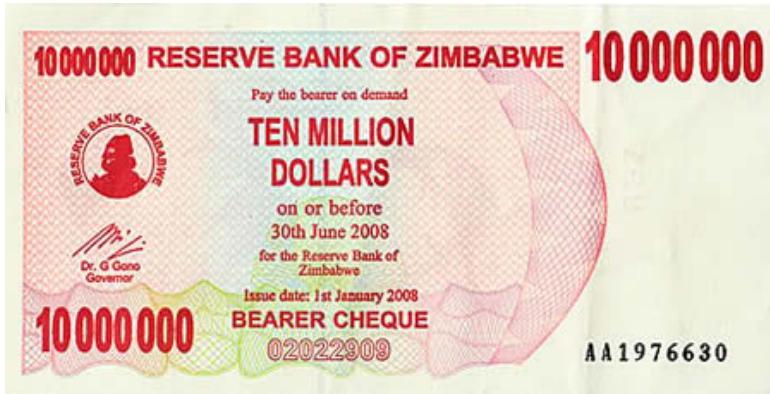 10 000 000 RESERVE BANK OF ZIMBABWE 10 000 000
Pay the bearer on demand
TEN MILLION
DOLLARS
on or before
30th June 2008
for the Reserve Bank of
Zimbabwe
Issue date: 1st January 2008
BEARER CHEQUE
02022909
RESERVE BANK OF ZIMBABWE
Dr. G Gono
Governor
10 000 000
AA1976630